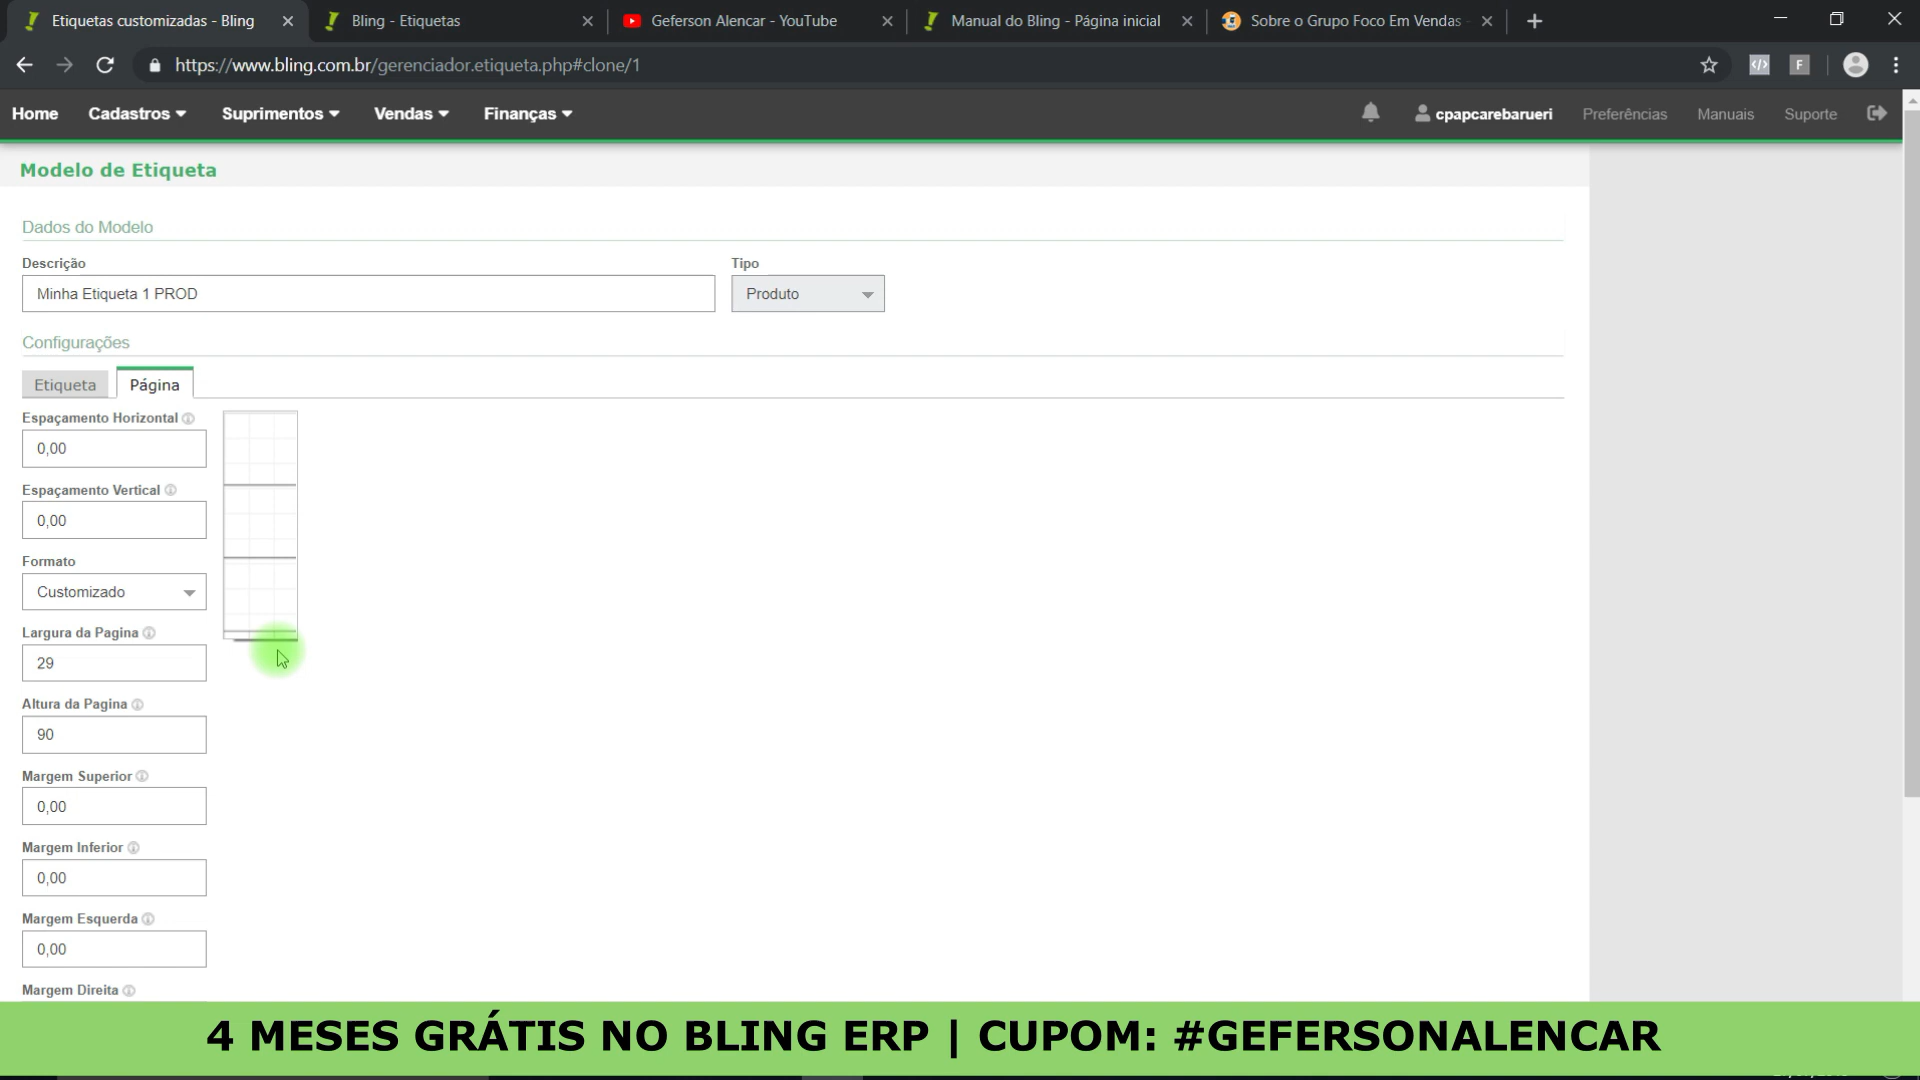 Etiquetas customizadas - Bling
Bling - Etiquetas
Geferson Alencar - YouTube
Manual do Bling - Página inicial
Sobre o Grupo Foco Em Vendas -
https://www.bling.com.br/gerenciador.etiqueta.php#clone/1
F
Home
Cadastros
Suprimentos
Vendas
Finanças
cpapcarebarueri
Preferências
Manuais
Suporte
Modelo de Etiqueta
Dados do Modelo
Descrição
Tipo
Minha Etiqueta 1 PROD
Produto
Configurações
Etiqueta
Página
Espaçamento Horizontal
0,00
Espaçamento Vertical
0,00
Formato
Customizado
Largura da Pagina
29
Altura da Pagina
90
Margem Superior
0,00
Margem Inferior
0,00
Margem Esquerda
0,00
Margem Direita
4 MESES GRÁTIS NO BLING ERP | CUPOM: #GEFERSONALENCAR